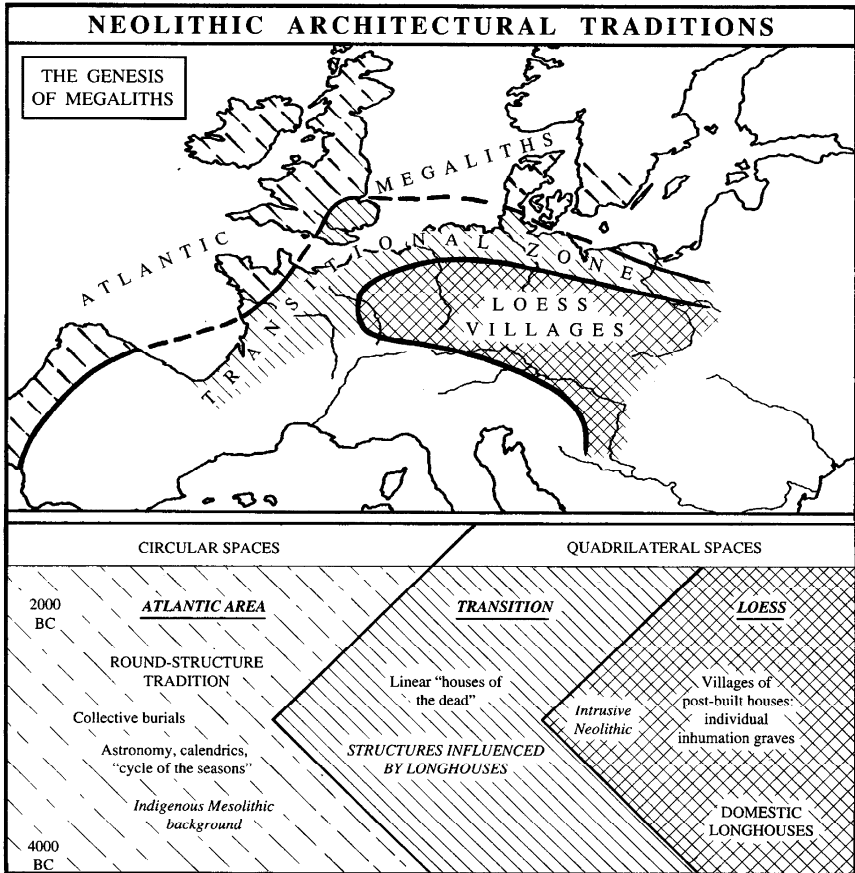 NEOLITHIC ARCHITECTURAL TRADITIONS
THE GENESIS
OF MEGALITHS
ATLANTIC MEGALITHS
TRANSITIONAL ZONE
LOESS
VILLAGES
CIRCULAR SPACES
QUADRILATERAL SPACES
2000
BC
ATLANTIC AREA
ROUND-STRUCTURE
TRADITION
Collective burials
Astronomy, calendrics,
"cycle of the seasons"
Indigenous Mesolithic
background
4000
BC
TRANSITION
Linear "houses of
the dead"
STRUCTURES INFLUENCED
BY LONGHOUSES
Intrusive
Neolithic
LOESS
Villages of
post-built houses:
individual
inhumation graves
DOMESTIC
LONGHOUSES